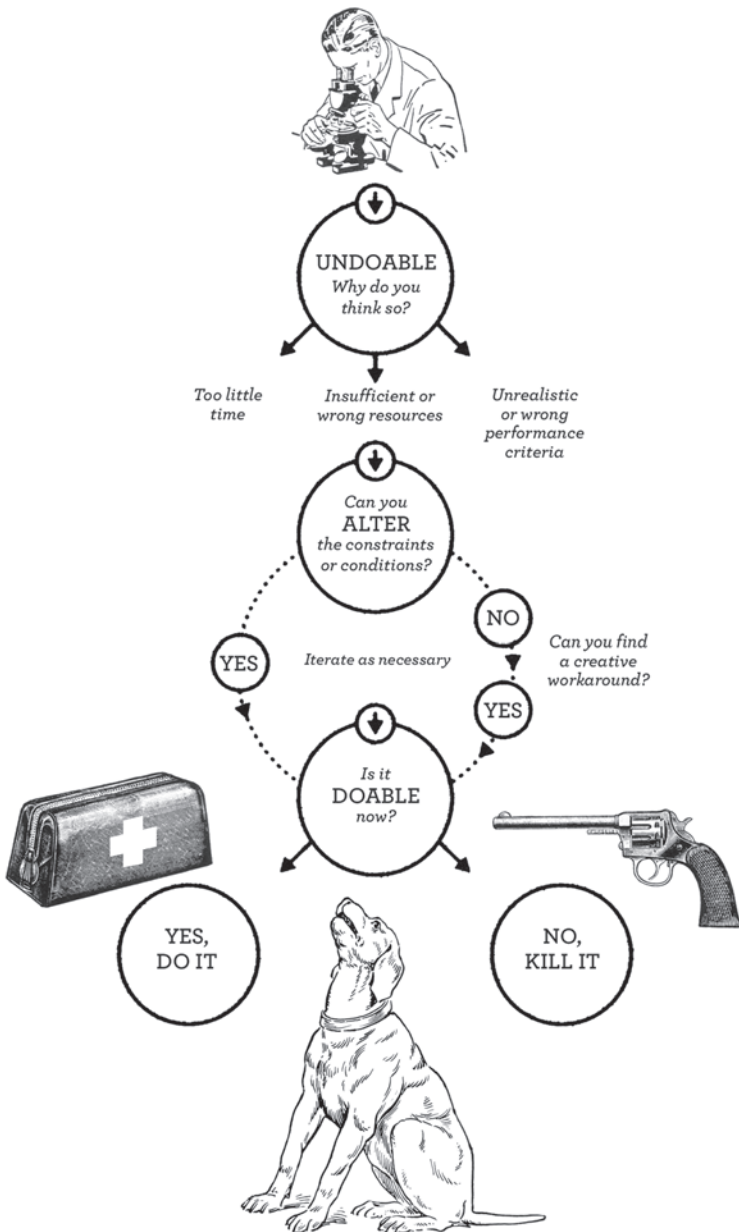 UNDOABLE
Why do you
think so?
Too little
time
Insufficient or
wrong resources
Unrealistic
or wrong
performance
criteria
Can you
ALTER
the constraints
or conditions?
NO
YES
Iterate as necessary
Can you find
a creative
workaround?
YES
Is it
DOABLE
now?
YES,
DO IT
NO,
KILL IT